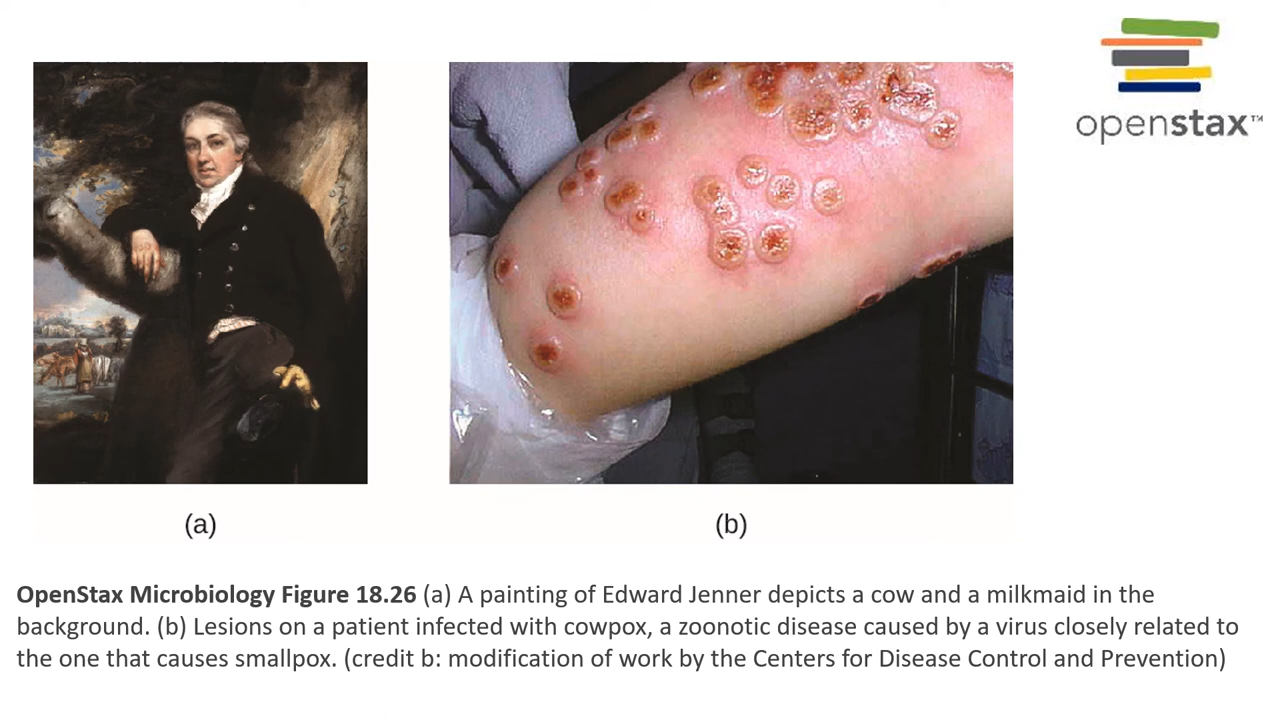 openstax™
(a)
(b)
OpenStax Microbiology Figure 18.26 (a) A painting of Edward Jenner depicts a cow and a milkmaid in the
background. (b) Lesions on a patient infected with cowpox, a zoonotic disease caused by a virus closely related to
the one that causes smallpox. (credit b: modification of work by the Centers for Disease Control and Prevention)